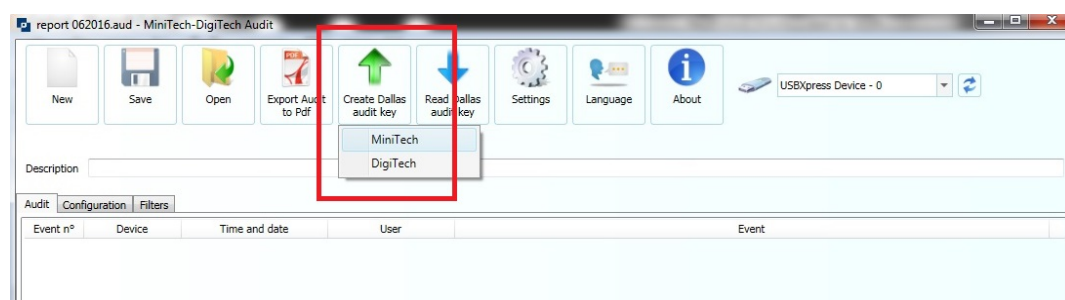 report 062016.aud - MiniTech-DigiTech Audit
New
Save
Open
PDF
Export Audit
to Pdf
Create Dallas
audit key
Read Dallas
audit key
Settings
Language
About
USBXpress Device - 0
MiniTech
DigiTech
Description
Audit Configuration Filters
Event nº Device Time and date User Event